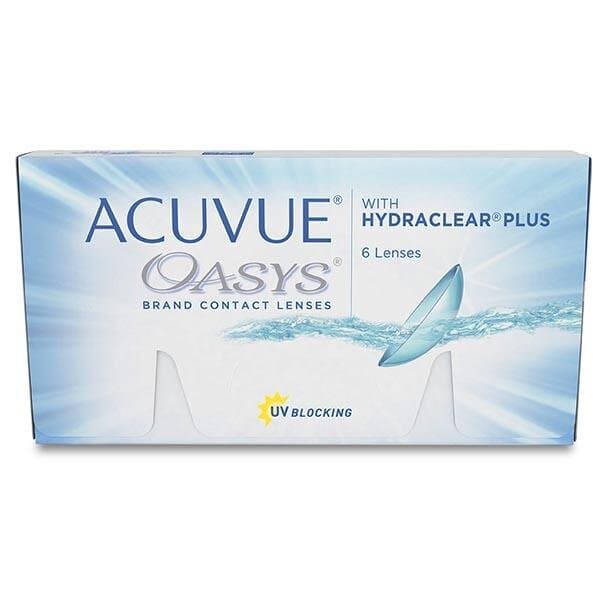 ACUVUE®
OASYS®
BRAND CONTACT LENSES
WITH
HYDRACLEAR® PLUS
6 Lenses
UV BLOCKING